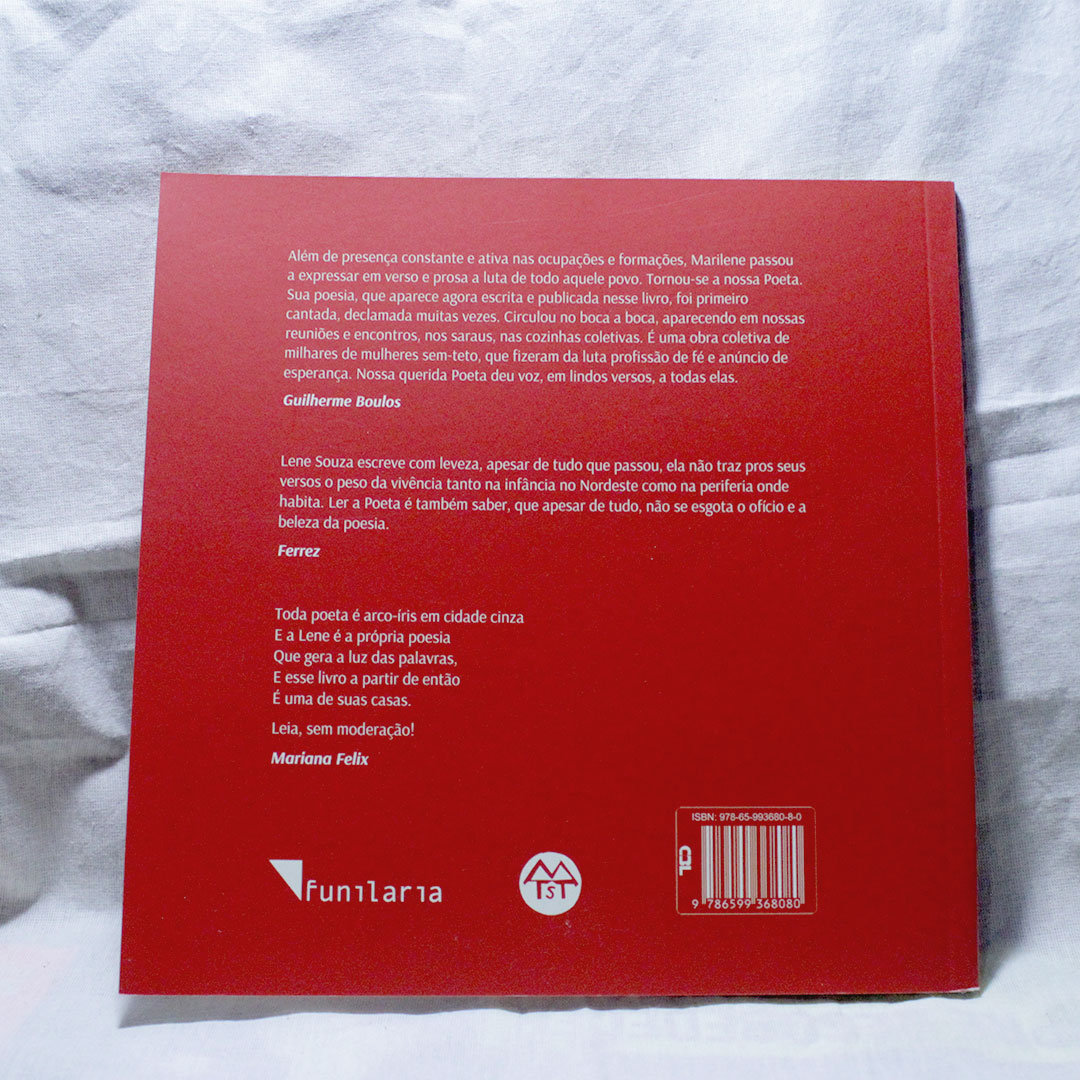 Além de presença constante e ativa nas ocupações e formações, Marilene passou
a expressar em verso e prosa a luta de todo aquele povo. Tornou-se a nossa Poeta.
Sua poesia, que aparece agora escrita e publicada nesse livro, foi primeiro
cantada, declamada muitas vezes. Circulou no boca a boca, aparecendo em nossas
reuniões e encontros, nos saraus, nas cozinhas coletivas. É uma obra coletiva de
milhares de mulheres sem-teto, que fizeram da luta profissão de fé e anúncio de
esperança. Nossa querida Poeta deu voz, em lindos versos, a todas elas.
Guilherme Boulos
Lene Souza escreve com leveza, apesar de tudo que passou, ela não traz pros seus
versos o peso da vivência tanto na infância no Nordeste como na periferia onde
habita. Ler a Poeta é também saber, que apesar de tudo, não se esgota o ofício e a
beleza da poesia.
Ferrez
Toda poeta é arco-íris em cidade cinza
E a Lene é a própria poesia
Que gera a luz das palavras,
E esse livro a partir de então
É uma de suas casas.
Leia, sem moderação!
Mariana Felix
funilaria
MTST
ISBN: 978-65-993680-8-0
9 786599 368080